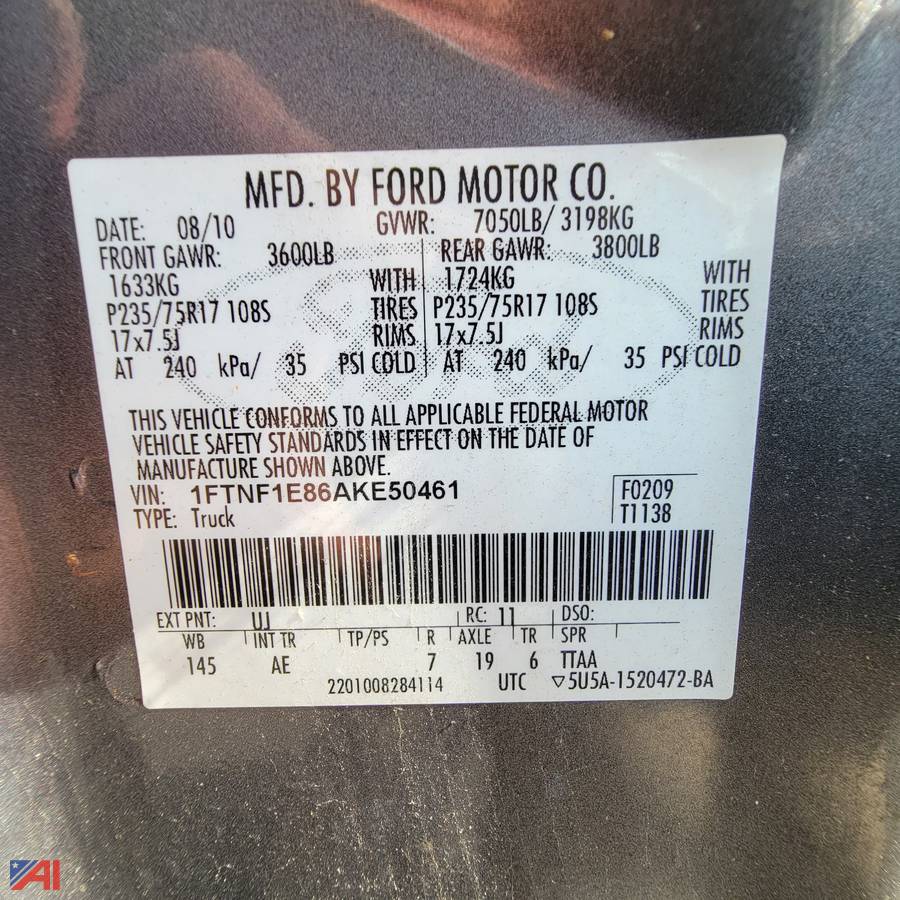 MFD. BY FORD MOTOR CO.
DATE: 08/10 GVWR: 7050LB/ 3198KG
FRONT GAWR: 3600LB REAR GAWR: 3800LB
1633KG WITH 1724KG WITH
P235/75R17 108S TIRES P235/75R17 108S TIRES
17x7.5J RIMS 17x7.5J RIMS
AT 240 kPa/ 35 PSI COLD AT 240 kPa/ 35 PSI COLD
Ford
THIS VEHICLE CONFORMS TO ALL APPLICABLE FEDERAL MOTOR
VEHICLE SAFETY STANDARDS IN EFFECT ON THE DATE OF
MANUFACTURE SHOWN ABOVE.
VIN: 1FTNF1E86AKE50461 F0209
TYPE: Truck T1138
EXT PNT: UJ RC: 11 DSO:
WB INT TR TP/PS R AXLE TR SPR
145 AE 7 19 6 TTAA
2201008284114 UTC ▽5U5A-1520472-BA
AI